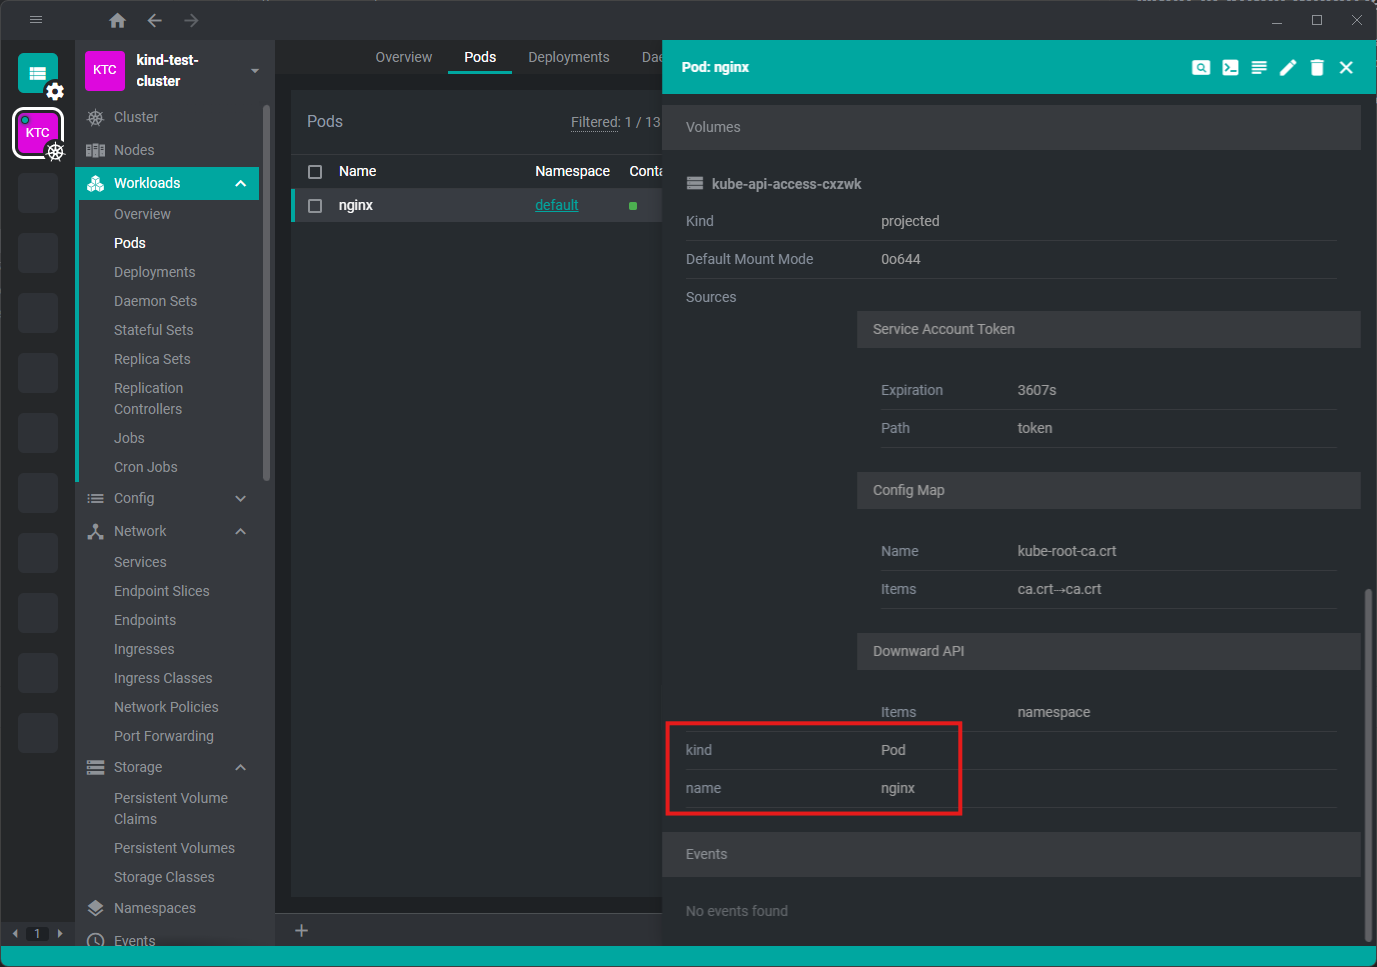 KTC
kind-test-
cluster
KTC
1
Cluster
Nodes
Workloads
Overview
Pods
Deployments
Daemon Sets
Stateful Sets
Replica Sets
Replication
Controllers
Jobs
Cron Jobs
Config
Network
Services
Endpoint Slices
Endpoints
Ingresses
Ingress Classes
Network Policies
Port Forwarding
Storage
Persistent Volume
Claims
Persistent Volumes
Storage Classes
Namespaces
Events
Overview Pods Deployments Dae
Pods Filtered: 1 / 13
Name Namespace Conta
nginx default
Pod: nginx
Volumes
kube-api-access-cxzwk
Kind projected
Default Mount Mode 0o644
Sources
Service Account Token
Expiration 3607s
Path token
Config Map
Name kube-root-ca.crt
Items ca.crt→ca.crt
Downward API
Items namespace
kind Pod
name nginx
Events
No events found